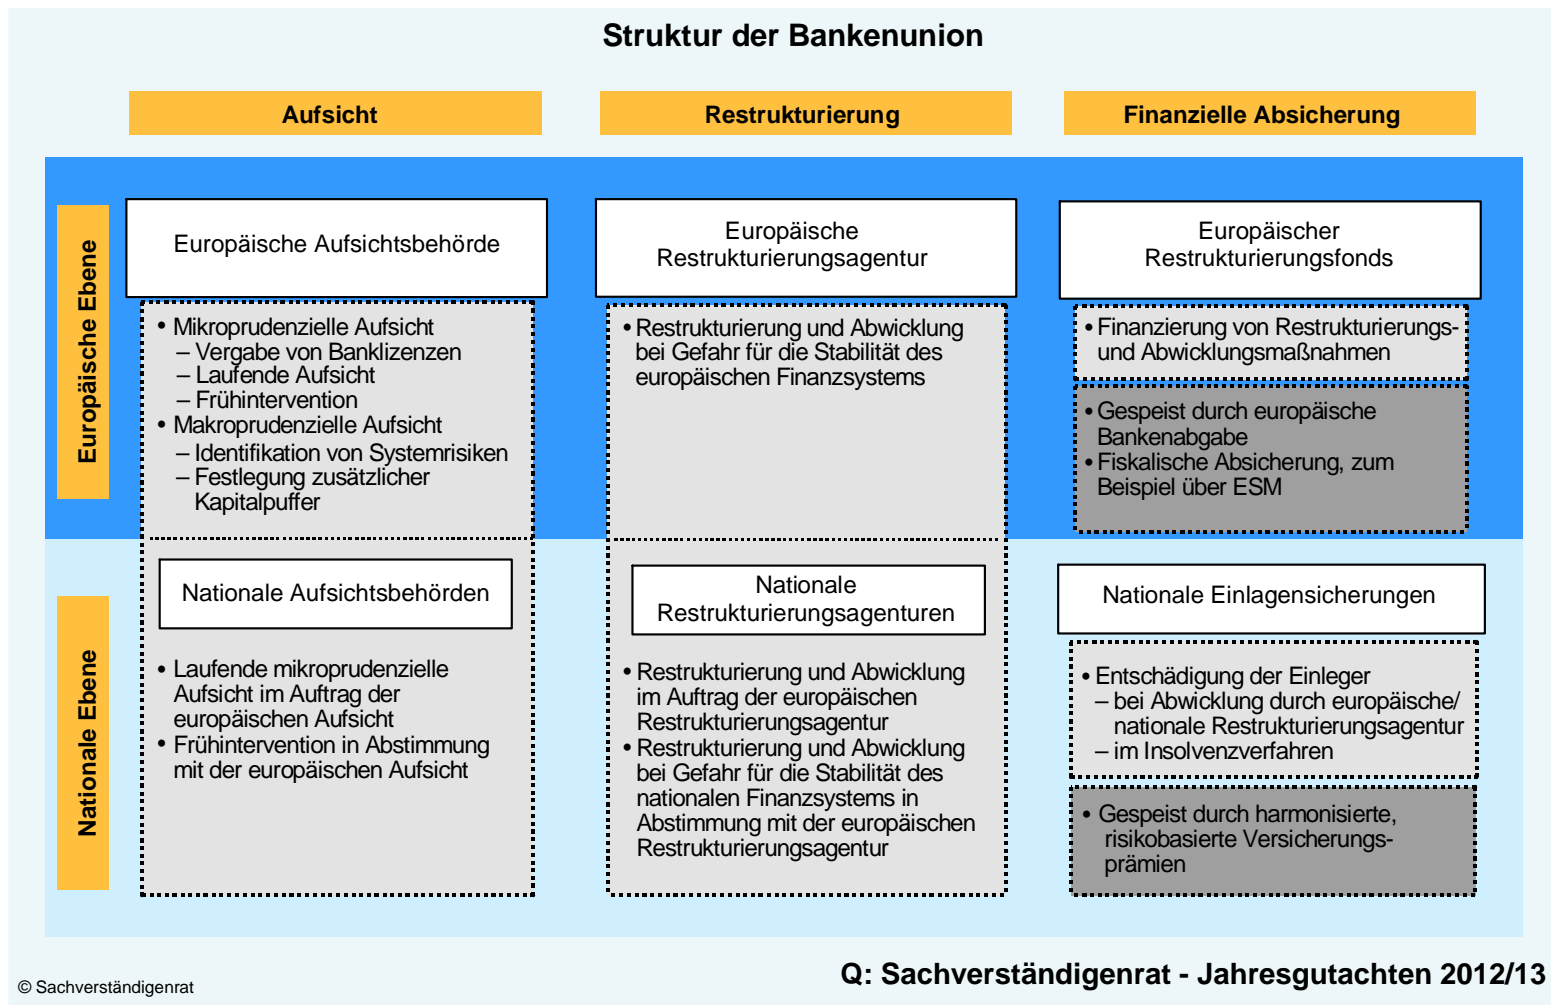 Struktur der Bankenunion
Aufsicht
Restrukturierung
Finanzielle Absicherung
Europäische Ebene
Europäische Aufsichtsbehörde
• Mikroprudenzielle Aufsicht
– Vergabe von Banklizenzen
– Laufende Aufsicht
– Frühintervention
• Makroprudenzielle Aufsicht
– Identifikation von Systemrisiken
– Festlegung zusätzlicher
Kapitalpuffer
Europäische
Restrukturierungsagentur
• Restrukturierung und Abwicklung
bei Gefahr für die Stabilität des
europäischen Finanzsystems
Europäischer
Restrukturierungsfonds
• Finanzierung von Restrukturierungs-
und Abwicklungsmaßnahmen
• Gespeist durch europäische
Bankenabgabe
• Fiskalische Absicherung, zum
Beispiel über ESM
Nationale Ebene
Nationale Aufsichtsbehörden
• Laufende mikroprudenzielle
Aufsicht im Auftrag der
europäischen Aufsicht
• Frühintervention in Abstimmung
mit der europäischen Aufsicht
Nationale
Restrukturierungsagenturen
• Restrukturierung und Abwicklung
im Auftrag der europäischen
Restrukturierungsagentur
• Restrukturierung und Abwicklung
bei Gefahr für die Stabilität des
nationalen Finanzsystems in
Abstimmung mit der europäischen
Restrukturierungsagentur
Nationale Einlagensicherungen
• Entschädigung der Einleger
– bei Abwicklung durch europäische/
nationale Restrukturierungsagentur
– im Insolvenzverfahren
• Gespeist durch harmonisierte,
risikobasierte Versicherungs-
prämien
© Sachverständigenrat
Q: Sachverständigenrat - Jahresgutachten 2012/13